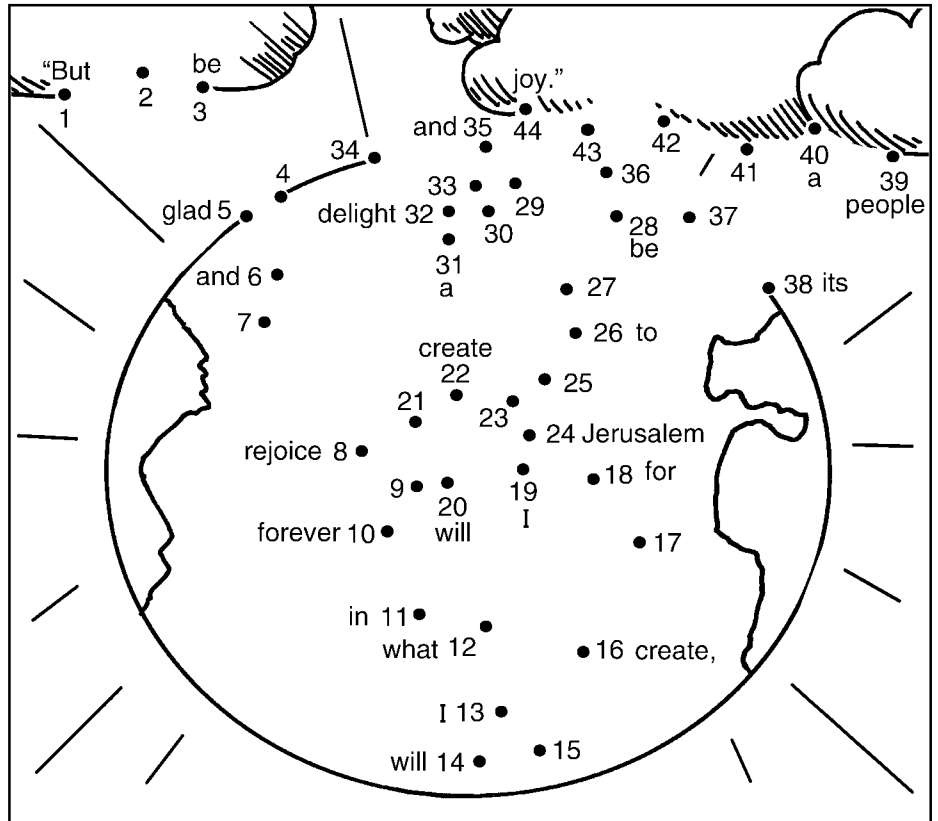 “But
1
2
be
3
4
glad 5
and 6
7
rejoice 8
9
forever 10
in 11
what 12
I 13
will 14
15
16 create,
17
18 for
19
I
20
will
21
create
22
23
24 Jerusalem
25
26 to
27
28
be
29
30
31
a
delight 32
33
34
and 35
36
37
38 its
39
people
40
a
41
42
43
joy.”
44